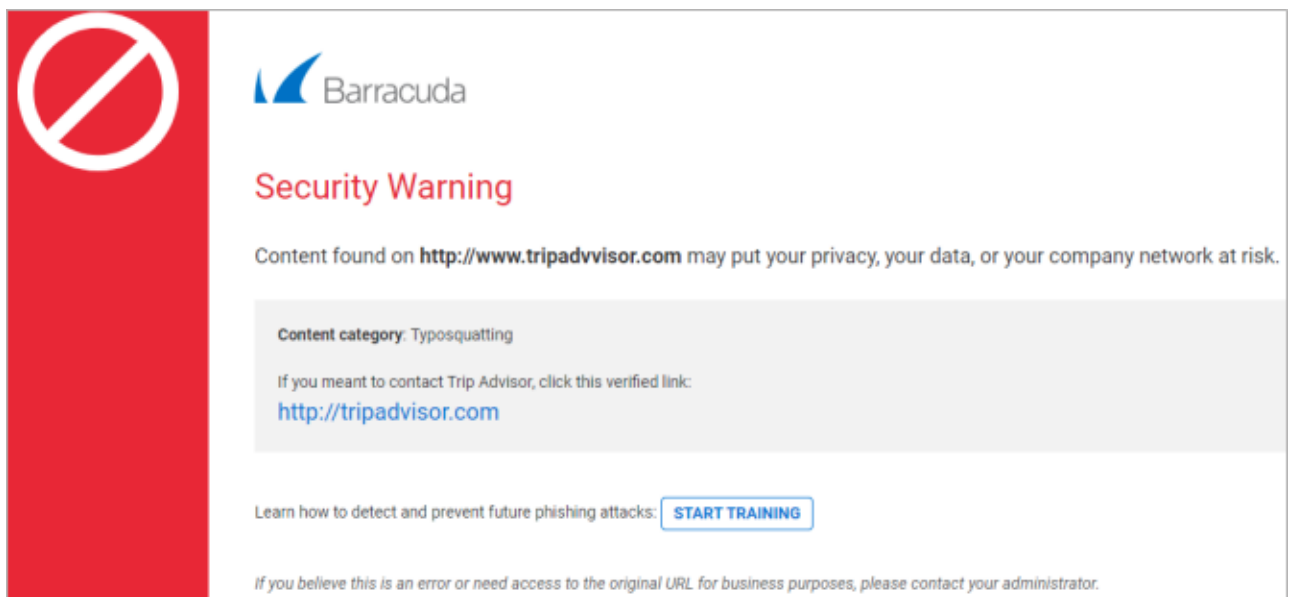 Barracuda
Security Warning
Content found on http://www.tripadvvisor.com may put your privacy, your data, or your company network at risk.
Content category: Typosquatting
If you meant to contact Trip Advisor, click this verified link:
http://tripadvisor.com
Learn how to detect and prevent future phishing attacks: START TRAINING
If you believe this is an error or need access to the original URL for business purposes, please contact your administrator.